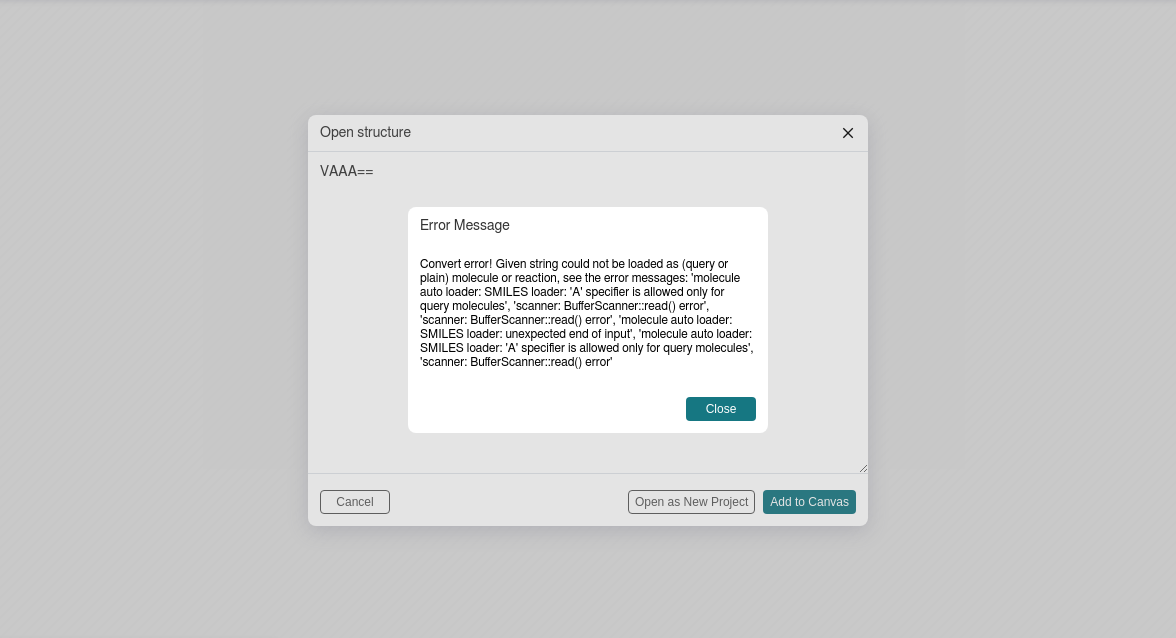 Open structure
VAAA==
Error Message
Convert error! Given string could not be loaded as (query or
plain) molecule or reaction, see the error messages: 'molecule
auto loader: SMILES loader: 'A' specifier is allowed only for
query molecules', 'scanner: BufferScanner::read() error',
'scanner: BufferScanner::read() error', 'molecule auto loader:
SMILES loader: unexpected end of input', 'molecule auto loader:
SMILES loader: 'A' specifier is allowed only for query molecules',
'scanner: BufferScanner::read() error'
Close
Cancel
Open as New Project
Add to Canvas